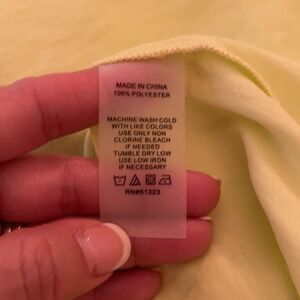 MADE IN CHINA
100% POLYESTER
MACHINE WASH COLD
WITH LIKE COLORS
USE ONLY NON
CLORINE BLEACH
IF NEEDED
TUMBLE DRY LOW
USE LOW IRON
IF NECESSARY
RN#51323